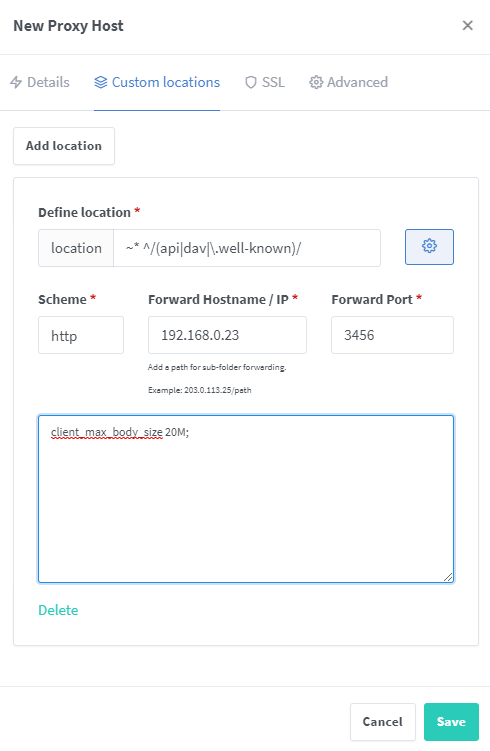 New Proxy Host
Details Custom locations SSL Advanced
Add location
Define location *
location ~* ^/(api|dav|\.well-known)/
Scheme * Forward Hostname / IP * Forward Port *
http 192.168.0.23 3456
Add a path for sub-folder forwarding.
Example: 203.0.113.25/path
client_max_body_size 20M;
Delete
Cancel Save